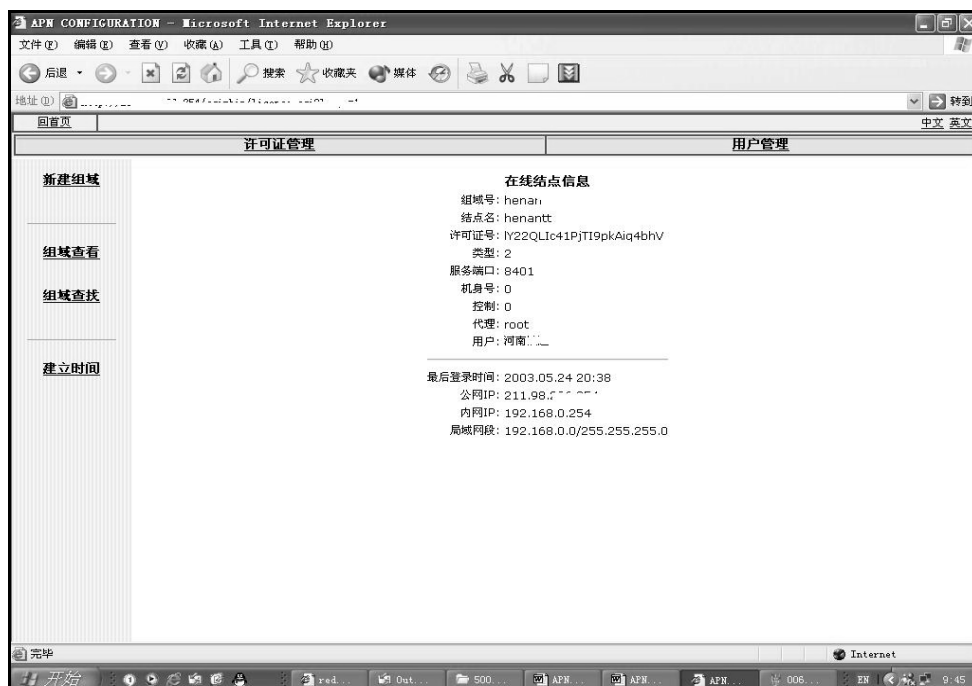 APN CONFIGURATION - Microsoft Internet Explorer
文件(F) 编辑(E) 查看(V) 收藏(A) 工具(T) 帮助(H)
后退 搜索 收藏夹 媒体
地址(D) 转到
回首页 中文 英文
许可证管理 用户管理
新建组域
组域查看
组域查找
建立时间
在线结点信息
组域号: henan
结点名: henantt
许可证号: lY22QLIc41PjTI9pkAiq4bhV
类型: 2
服务端口: 8401
机身号: 0
控制: 0
代理: root
用户: 河南
最后登录时间: 2003.05.24 20:38
公网IP: 211.98.
内网IP: 192.168.0.254
局域网段: 192.168.0.0/255.255.255.0
完毕 Internet
开始 red... Out... 500... APN... APN... APN... 006... EN 9:45